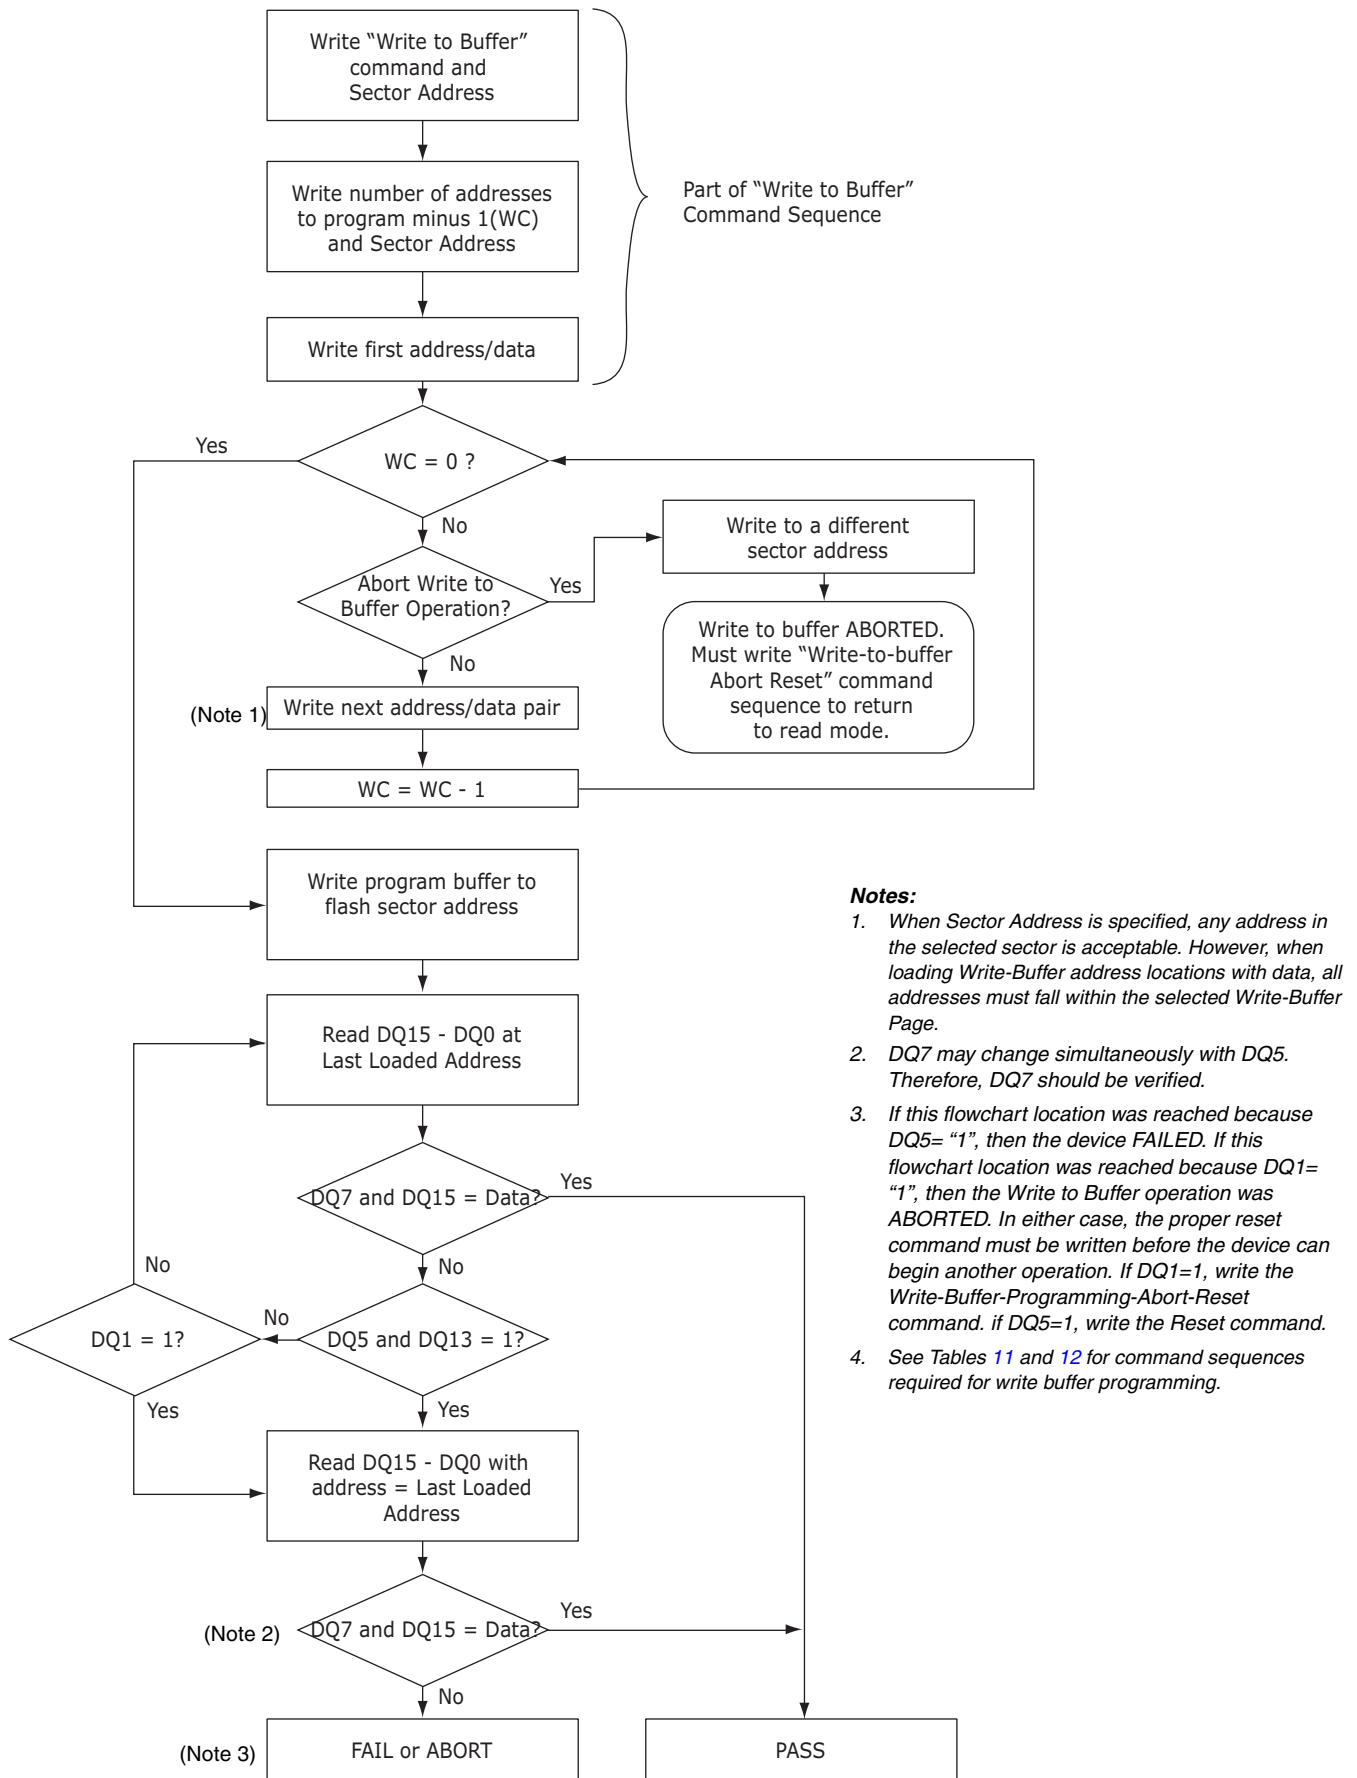 Write “Write to Buffer”
command and
Sector Address
Write number of addresses
to program minus 1(WC)
and Sector Address
Part of “Write to Buffer”
Command Sequence
Write first address/data
Yes
WC = 0 ?
No
Write to a different
sector address
Abort Write to
Buffer Operation?
Yes
Write to buffer ABORTED.
Must write “Write-to-buffer
Abort Reset” command
sequence to return
to read mode.
No
(Note 1)
Write next address/data pair
WC = WC - 1
Write program buffer to
flash sector address
Notes:
1. When Sector Address is specified, any address in
the selected sector is acceptable. However, when
loading Write-Buffer address locations with data, all
addresses must fall within the selected Write-Buffer
Page.
2. DQ7 may change simultaneously with DQ5.
Therefore, DQ7 should be verified.
3. If this flowchart location was reached because
DQ5= “1”, then the device FAILED. If this
flowchart location was reached because DQ1=
“1”, then the Write to Buffer operation was
ABORTED. In either case, the proper reset
command must be written before the device can
begin another operation. If DQ1=1, write the
Write-Buffer-Programming-Abort-Reset
command. if DQ5=1, write the Reset command.
4. See Tables 11 and 12 for command sequences
required for write buffer programming.
Read DQ15 - DQ0 at
Last Loaded Address
DQ7 and DQ15 = Data?
Yes
No
No
DQ1 = 1?
No
DQ5 and DQ13 = 1?
Yes
Yes
Read DQ15 - DQ0 with
address = Last Loaded
Address
(Note 2)
DQ7 and DQ15 = Data?
Yes
No
(Note 3)
FAIL or ABORT
PASS